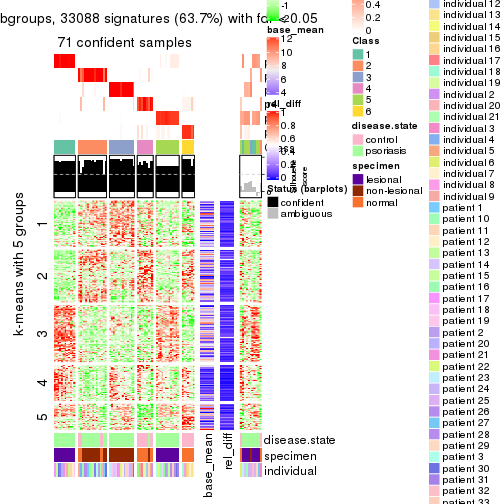 bgroups, 33088 signatures (63.7%) with fdr <0.05
71 confident samples
k-means with 5 groups
1
2
3
4
5
base_mean
rel_diff
disease.state
specimen
individual
-1
base_mean
12
10
8
6
4
rel_diff
1
0.8
0.6
0.4
0.2
0
Silhouette score
Status (barplots)
confident
ambiguous
0.4
0.2
0
Class
1
2
3
4
5
6
disease.state
control
psoriasis
specimen
lesional
non-lesional
normal
individual 12
individual 13
individual 14
individual 15
individual 16
individual 17
individual 18
individual 19
individual 2
individual 20
individual 21
individual 3
individual 4
individual 5
individual 6
individual 7
individual 8
individual 9
patient 1
patient 10
patient 11
patient 12
patient 13
patient 14
patient 15
patient 16
patient 17
patient 18
patient 19
patient 2
patient 20
patient 21
patient 22
patient 23
patient 24
patient 25
patient 26
patient 27
patient 28
patient 29
patient 3
patient 30
patient 31
patient 32
patient 33